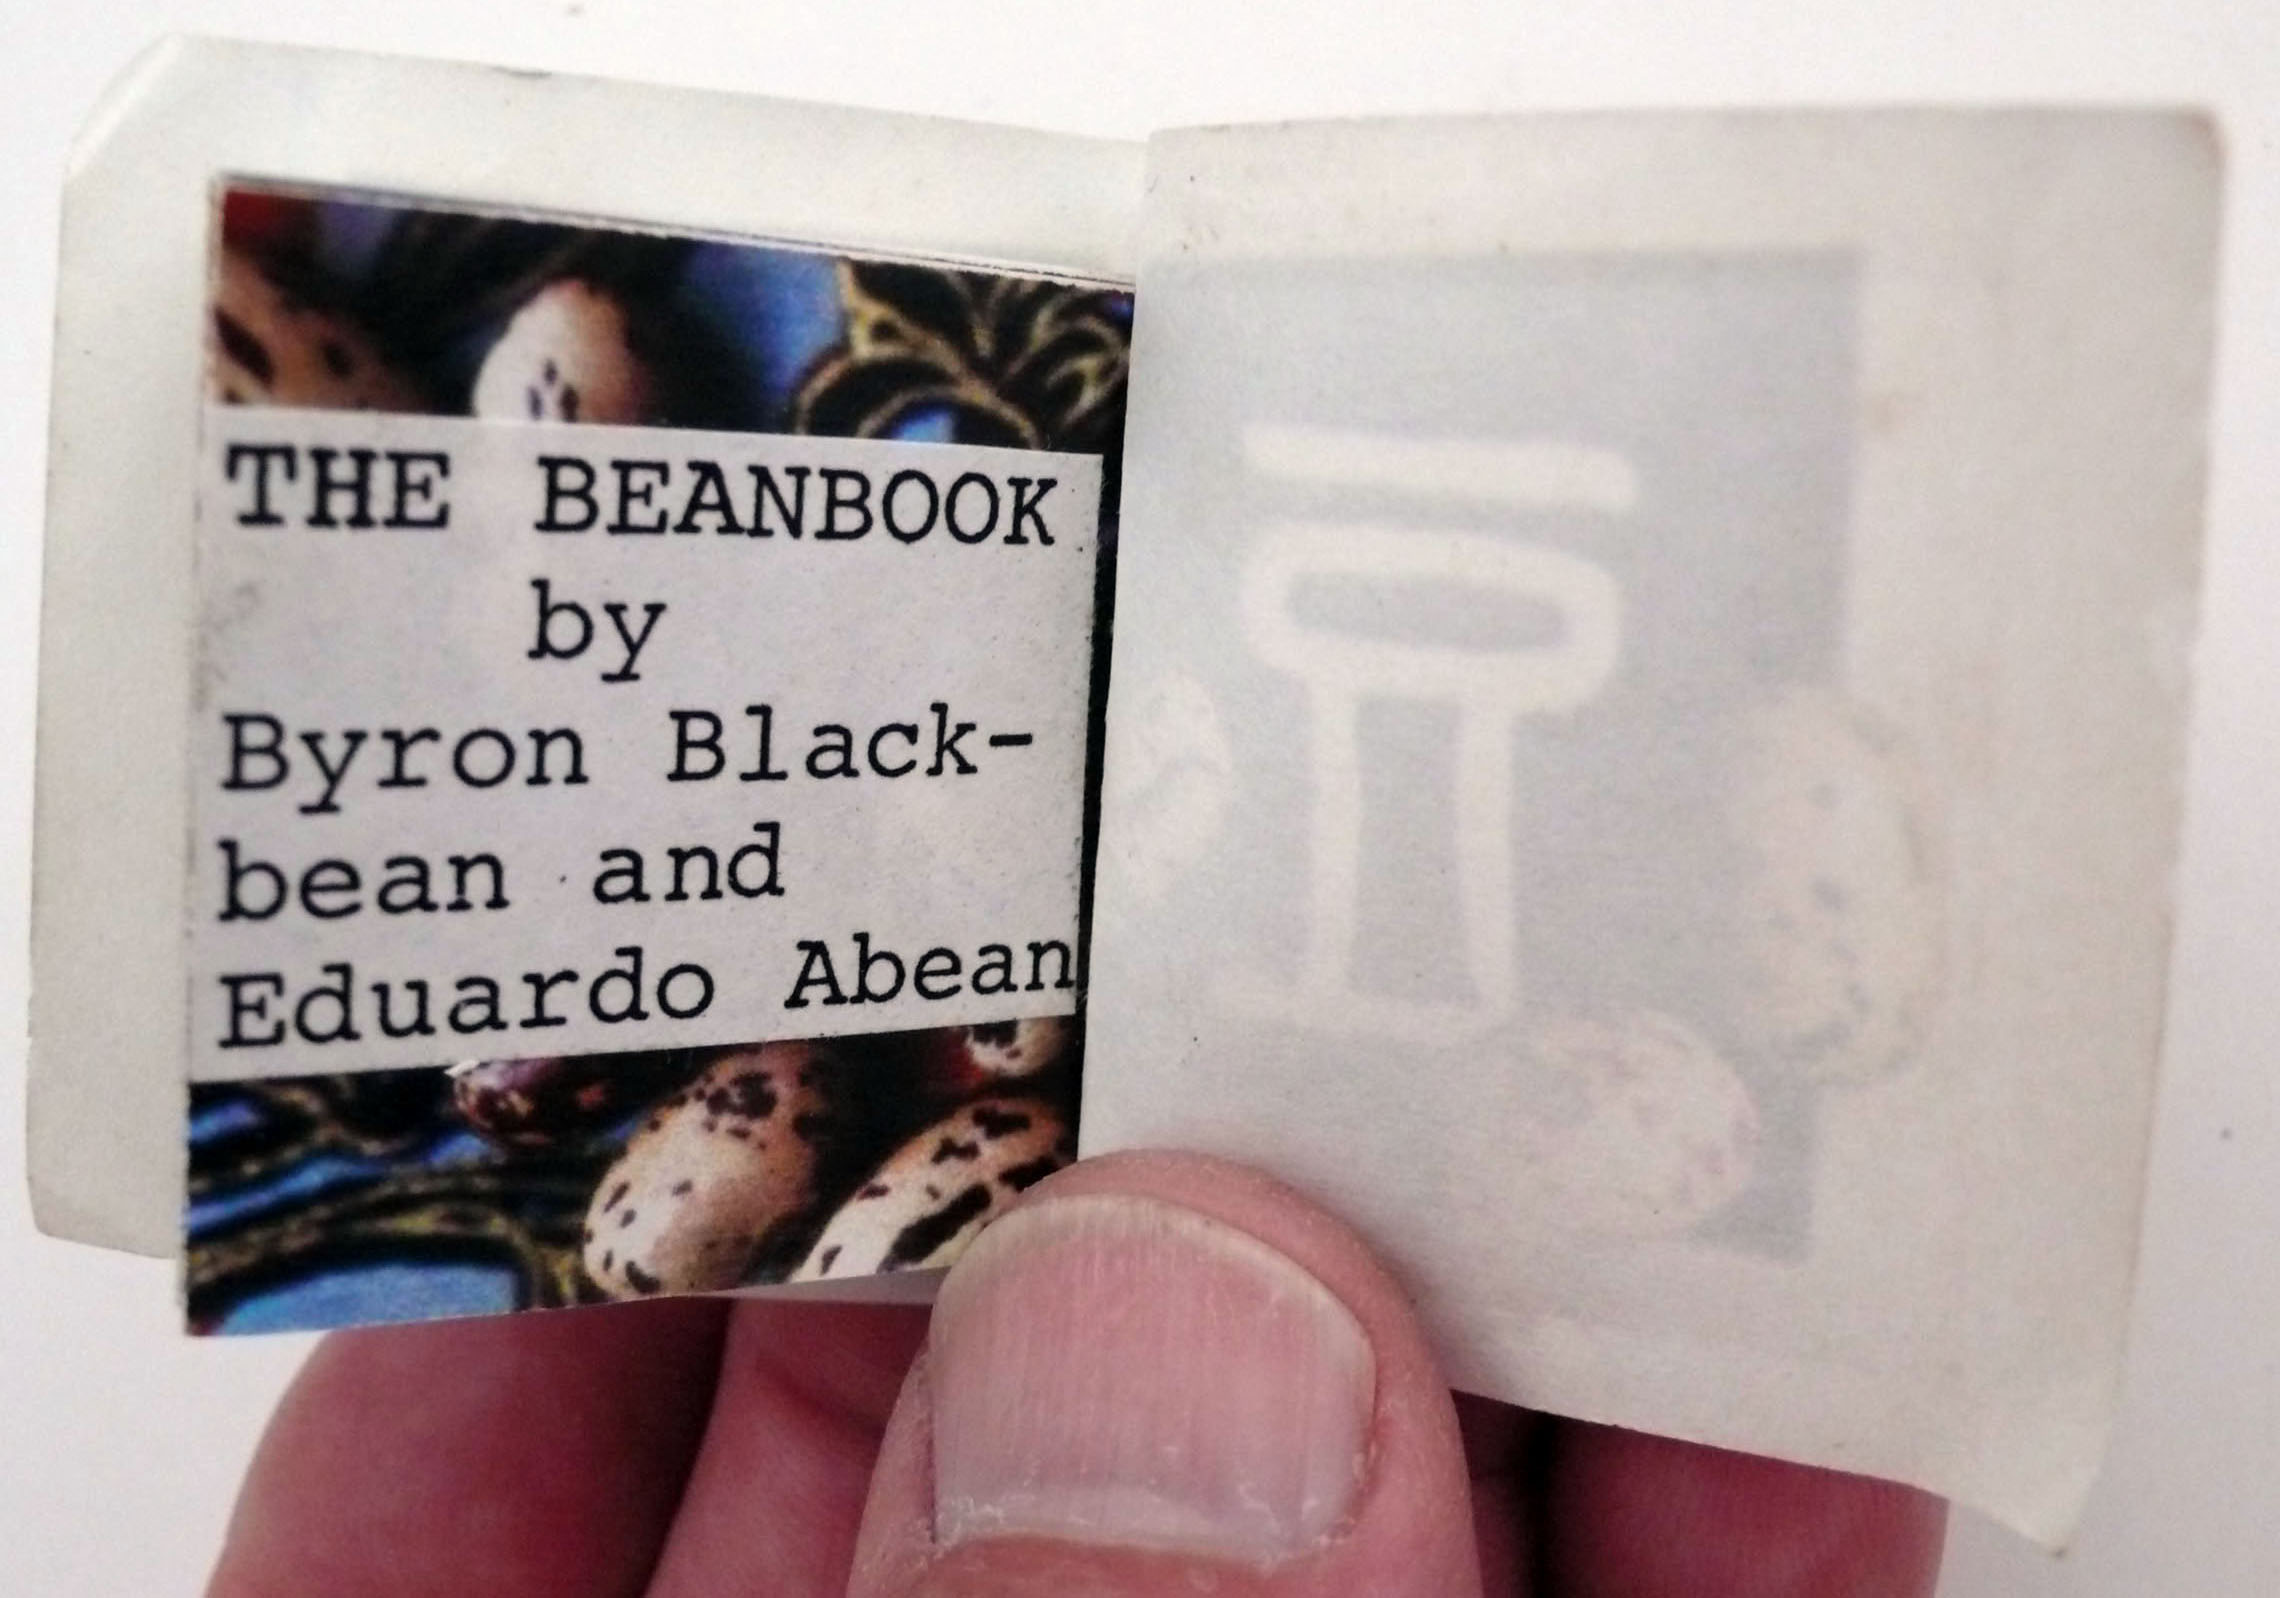 THE BEANBOOK
by
Byron Black-
bean and
Eduardo Abean